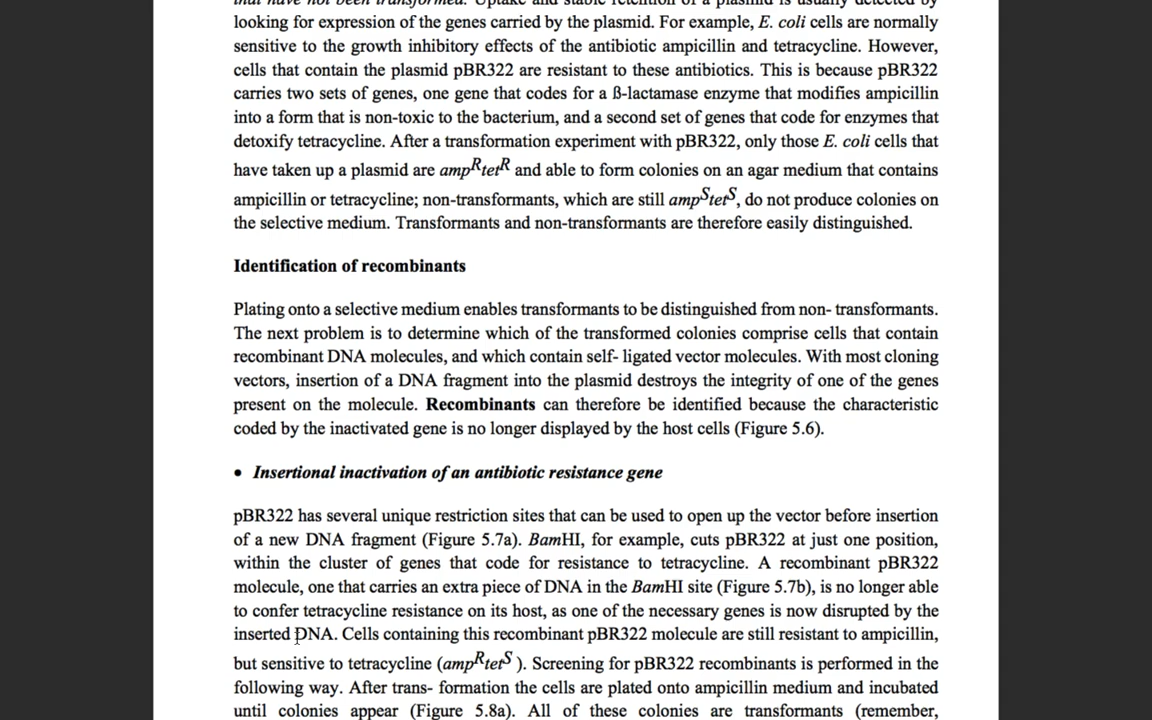 that have not been transformed. Uptake and stable retention of a plasmid is usually detected by
looking for expression of the genes carried by the plasmid. For example, E. coli cells are normally
sensitive to the growth inhibitory effects of the antibiotic ampicillin and tetracycline. However,
cells that contain the plasmid pBR322 are resistant to these antibiotics. This is because pBR322
carries two sets of genes, one gene that codes for a ß-lactamase enzyme that modifies ampicillin
into a form that is non-toxic to the bacterium, and a second set of genes that code for enzymes that
detoxify tetracycline. After a transformation experiment with pBR322, only those E. coli cells that
have taken up a plasmid are ampRtetR and able to form colonies on an agar medium that contains
ampicillin or tetracycline; non-transformants, which are still ampStetS, do not produce colonies on
the selective medium. Transformants and non-transformants are therefore easily distinguished.
Identification of recombinants
Plating onto a selective medium enables transformants to be distinguished from non- transformants.
The next problem is to determine which of the transformed colonies comprise cells that contain
recombinant DNA molecules, and which contain self- ligated vector molecules. With most cloning
vectors, insertion of a DNA fragment into the plasmid destroys the integrity of one of the genes
present on the molecule. Recombinants can therefore be identified because the characteristic
coded by the inactivated gene is no longer displayed by the host cells (Figure 5.6).
• Insertional inactivation of an antibiotic resistance gene
pBR322 has several unique restriction sites that can be used to open up the vector before insertion
of a new DNA fragment (Figure 5.7a). BamHI, for example, cuts pBR322 at just one position,
within the cluster of genes that code for resistance to tetracycline. A recombinant pBR322
molecule, one that carries an extra piece of DNA in the BamHI site (Figure 5.7b), is no longer able
to confer tetracycline resistance on its host, as one of the necessary genes is now disrupted by the
inserted DNA. Cells containing this recombinant pBR322 molecule are still resistant to ampicillin,
but sensitive to tetracycline (ampRtetS ). Screening for pBR322 recombinants is performed in the
following way. After trans- formation the cells are plated onto ampicillin medium and incubated
until colonies appear (Figure 5.8a). All of these colonies are transformants (remember,